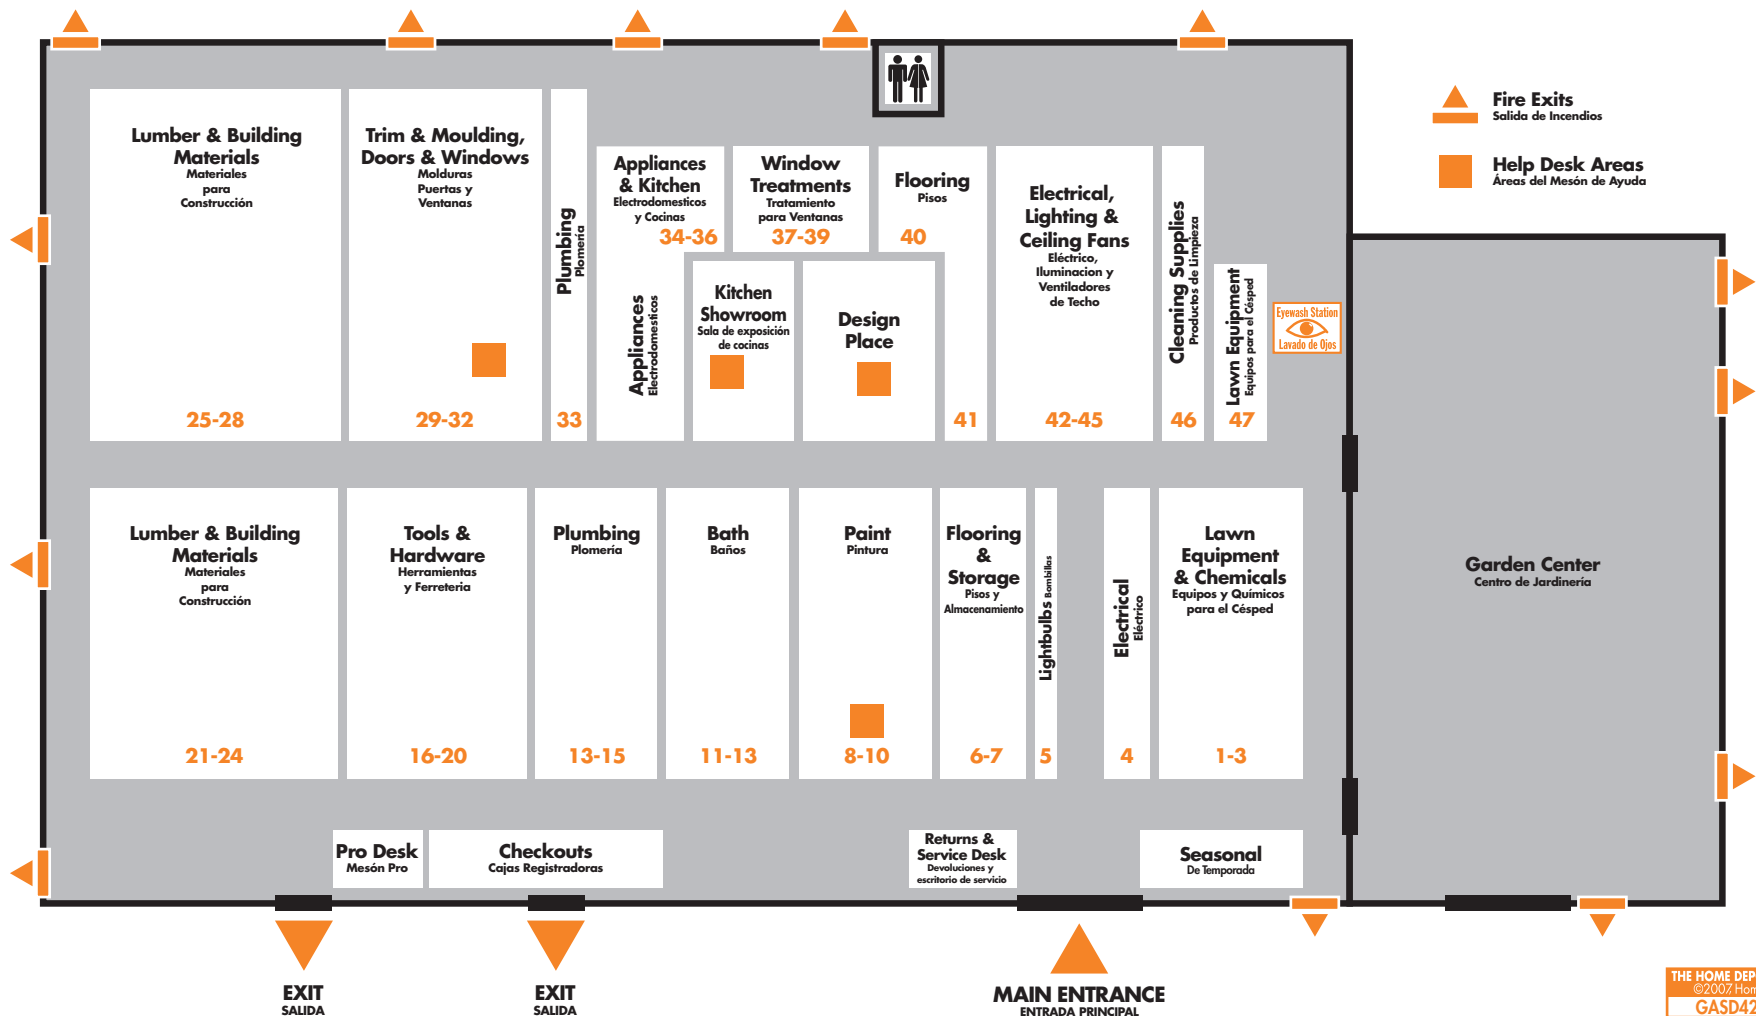 Fire Exits
Salida de Incendios
Help Desk Areas
Áreas del Mesón de Ayuda
Lumber & Building
Materials
Materiales
para
Construcción
25-28
Trim & Moulding,
Doors & Windows
Molduras
Puertas y
Ventanas
29-32
Plumbing
Plomería
33
Appliances
& Kitchen
Electrodomesticos
y Cocinas
34-36
Appliances
Electrodomesticos
Window
Treatments
Tratamiento
para Ventanas
37-39
Kitchen
Showroom
Sala de exposición
de cocinas
Design
Place
Flooring
Pisos
40
41
Electrical,
Lighting &
Ceiling Fans
Eléctrico,
Iluminacion y
Ventiladores
de Techo
42-45
Cleaning Supplies
Productos de Limpieza
46
Lawn Equipment
Equipos para el Césped
47
Eyewash Station
Lavado de Ojos
Lumber & Building
Materials
Materiales
para
Construcción
21-24
Tools &
Hardware
Herramientas
y Ferreteria
16-20
Plumbing
Plomería
13-15
Bath
Baños
11-13
Paint
Pintura
8-10
Flooring
&
Storage
Pisos y
Almacenamiento
6-7
Lightbulbs Bombillas
5
Electrical
Eléctrico
4
Lawn
Equipment
& Chemicals
Equipos y Químicos
para el Césped
1-3
Garden Center
Centro de Jardinería
Pro Desk
Mesón Pro
Checkouts
Cajas Registradoras
Returns &
Service Desk
Devoluciones y
escritorio de servicio
Seasonal
De Temporada
EXIT
SALIDA
EXIT
SALIDA
MAIN ENTRANCE
ENTRADA PRINCIPAL
THE HOME DEP
©2007, Hom
GASD42